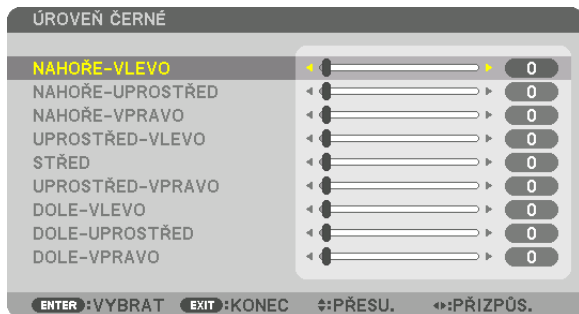 ÚROVEŇ ČERNÉ
NAHOŘE-VLEVO 0
NAHOŘE-UPROSTŘED 0
NAHOŘE-VPRAVO 0
UPROSTŘED-VLEVO 0
STŘED 0
UPROSTŘED-VPRAVO 0
DOLE-VLEVO 0
DOLE-UPROSTŘED 0
DOLE-VPRAVO 0
ENTER:VYBRAT EXIT:KONEC :PŘESU. :PŘIZPŮS.